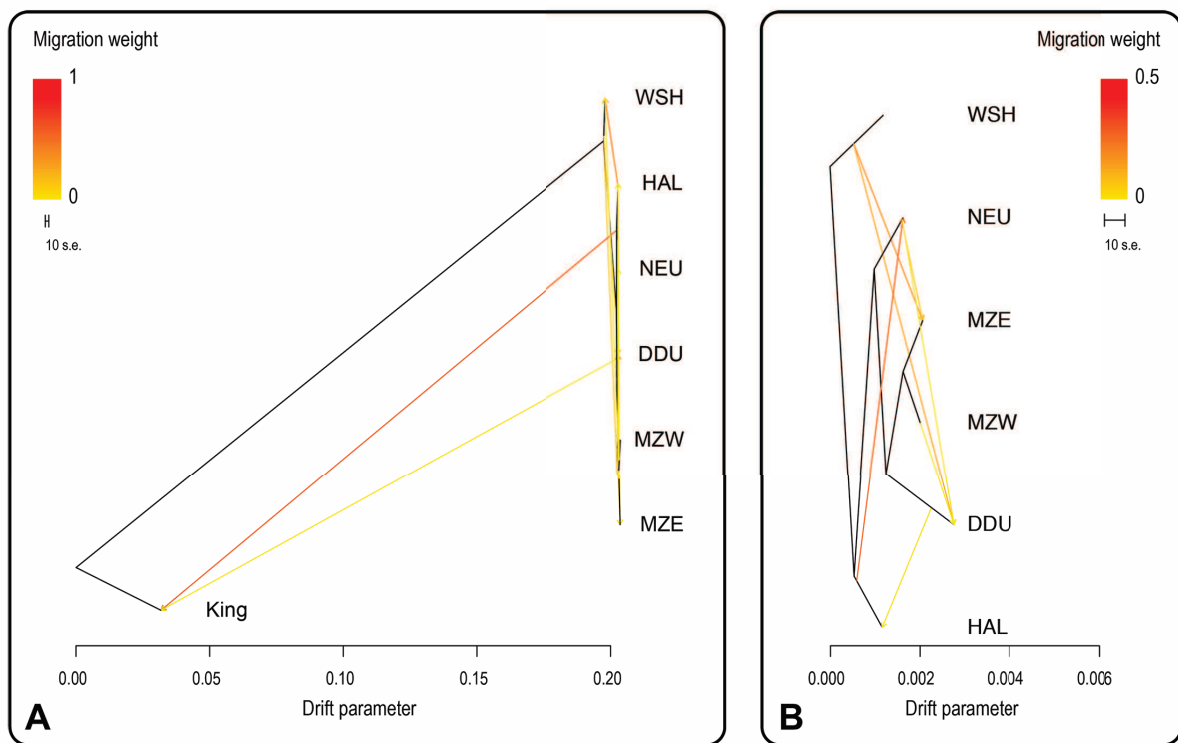 Migration weight
1
0
10 s.e.
WSH
HAL
NEU
DDU
MZW
MZE
King
0.00 0.05 0.10 0.15 0.20
Drift parameter
A
Migration weight
0.5
0
10 s.e.
WSH
NEU
MZE
MZW
DDU
HAL
0.000 0.002 0.004 0.006
Drift parameter
B